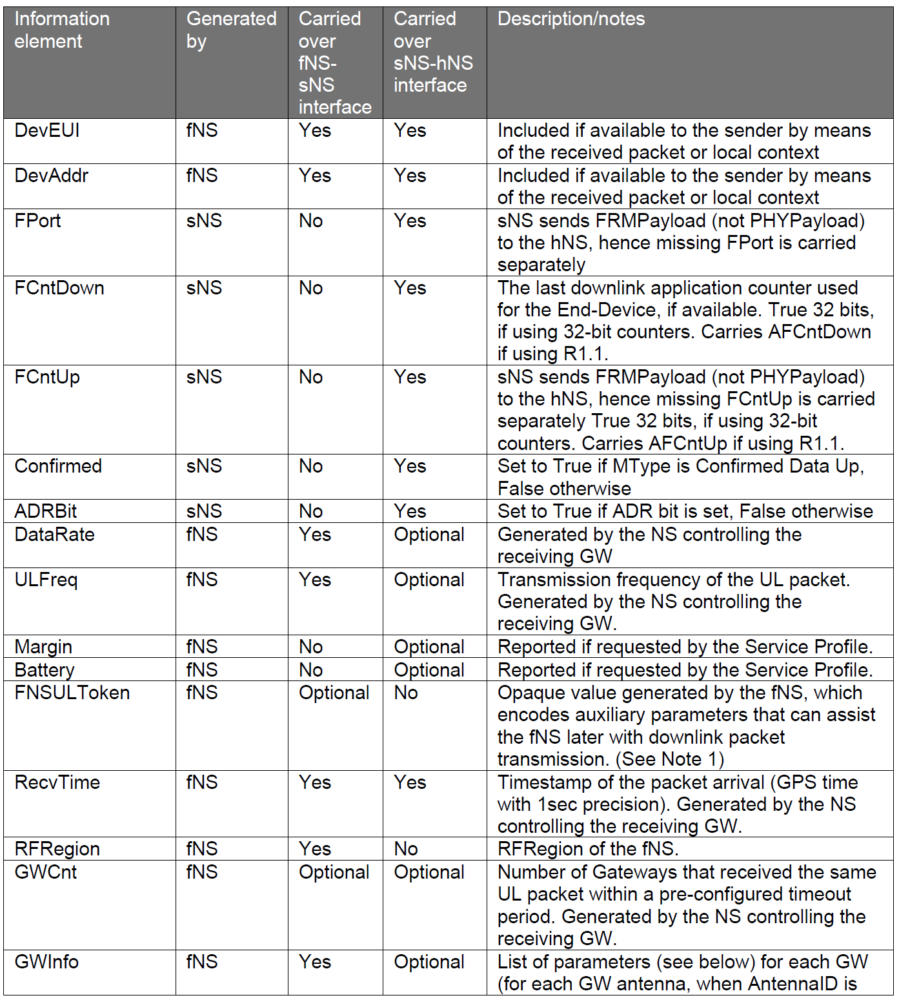 Information element | Generated by | Carried over fNS-sNS interface | Carried over sNS-hNS interface | Description/notes
DevEUI | fNS | Yes | Yes | Included if available to the sender by means
of the received packet or local context
DevAddr | fNS | Yes | Yes | Included if available to the sender by means
of the received packet or local context
FPort | sNS | No | Yes | sNS sends FRMPayload (not PHYPayload)
to the hNS, hence missing FPort is carried
separately
FCntDown | sNS | No | Yes | The last downlink application counter used
for the End-Device, if available. True 32 bits,
if using 32-bit counters. Carries AFCntDown
if using R1.1.
FCntUp | sNS | No | Yes | sNS sends FRMPayload (not PHYPayload)
to the hNS, hence missing FCntUp is carried
separately True 32 bits, if using 32-bit
counters. Carries AFCntUp if using R1.1.
Confirmed | sNS | No | Yes | Set to True if MType is Confirmed Data Up,
False otherwise
ADRBit | sNS | No | Yes | Set to True if ADR bit is set, False otherwise
DataRate | fNS | Yes | Optional | Generated by the NS controlling the
receiving GW
ULFreq | fNS | Yes | Optional | Transmission frequency of the UL packet.
Generated by the NS controlling the
receiving GW.
Margin | fNS | No | Optional | Reported if requested by the Service Profile.
Battery | fNS | No | Optional | Reported if requested by the Service Profile.
FNSULToken | fNS | Optional | No | Opaque value generated by the fNS, which
encodes auxiliary parameters that can assist
the fNS later with downlink packet
transmission. (See Note 1)
RecvTime | fNS | Yes | Yes | Timestamp of the packet arrival (GPS time
with 1sec precision). Generated by the NS
controlling the receiving GW.
RFRegion | fNS | Yes | No | RFRegion of the fNS.
GWCnt | fNS | Optional | Optional | Number of Gateways that received the same
UL packet within a pre-configured timeout
period. Generated by the NS controlling the
receiving GW.
GWInfo | fNS | Yes | Optional | List of parameters (see below) for each GW
(for each GW antenna, when AntennaID is